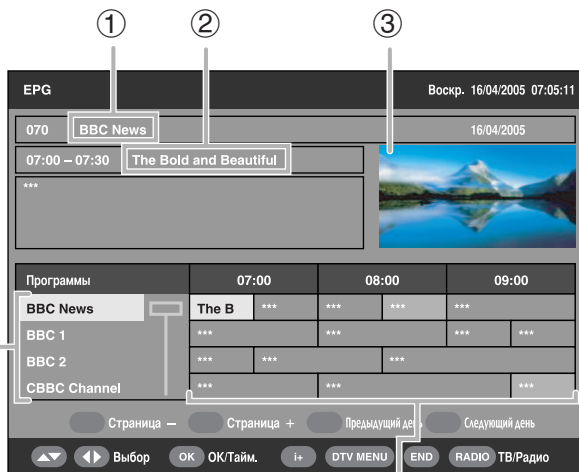 ① ② ③
EPG Воскр. 16/04/2005 07:05:11
070 BBC News 16/04/2005
07:00 – 07:30 The Bold and Beautiful
***
Программы 07:00 08:00 09:00
BBC News The B *** *** *** ***
BBC 1 *** *** *** ***
BBC 2 *** *** ***
CBBC Channel *** *** ***
Страница – Страница + Предыдущий день Следующий день
Выбор OK ОК/Тайм. i+ DTV MENU END RADIO ТВ/Радио